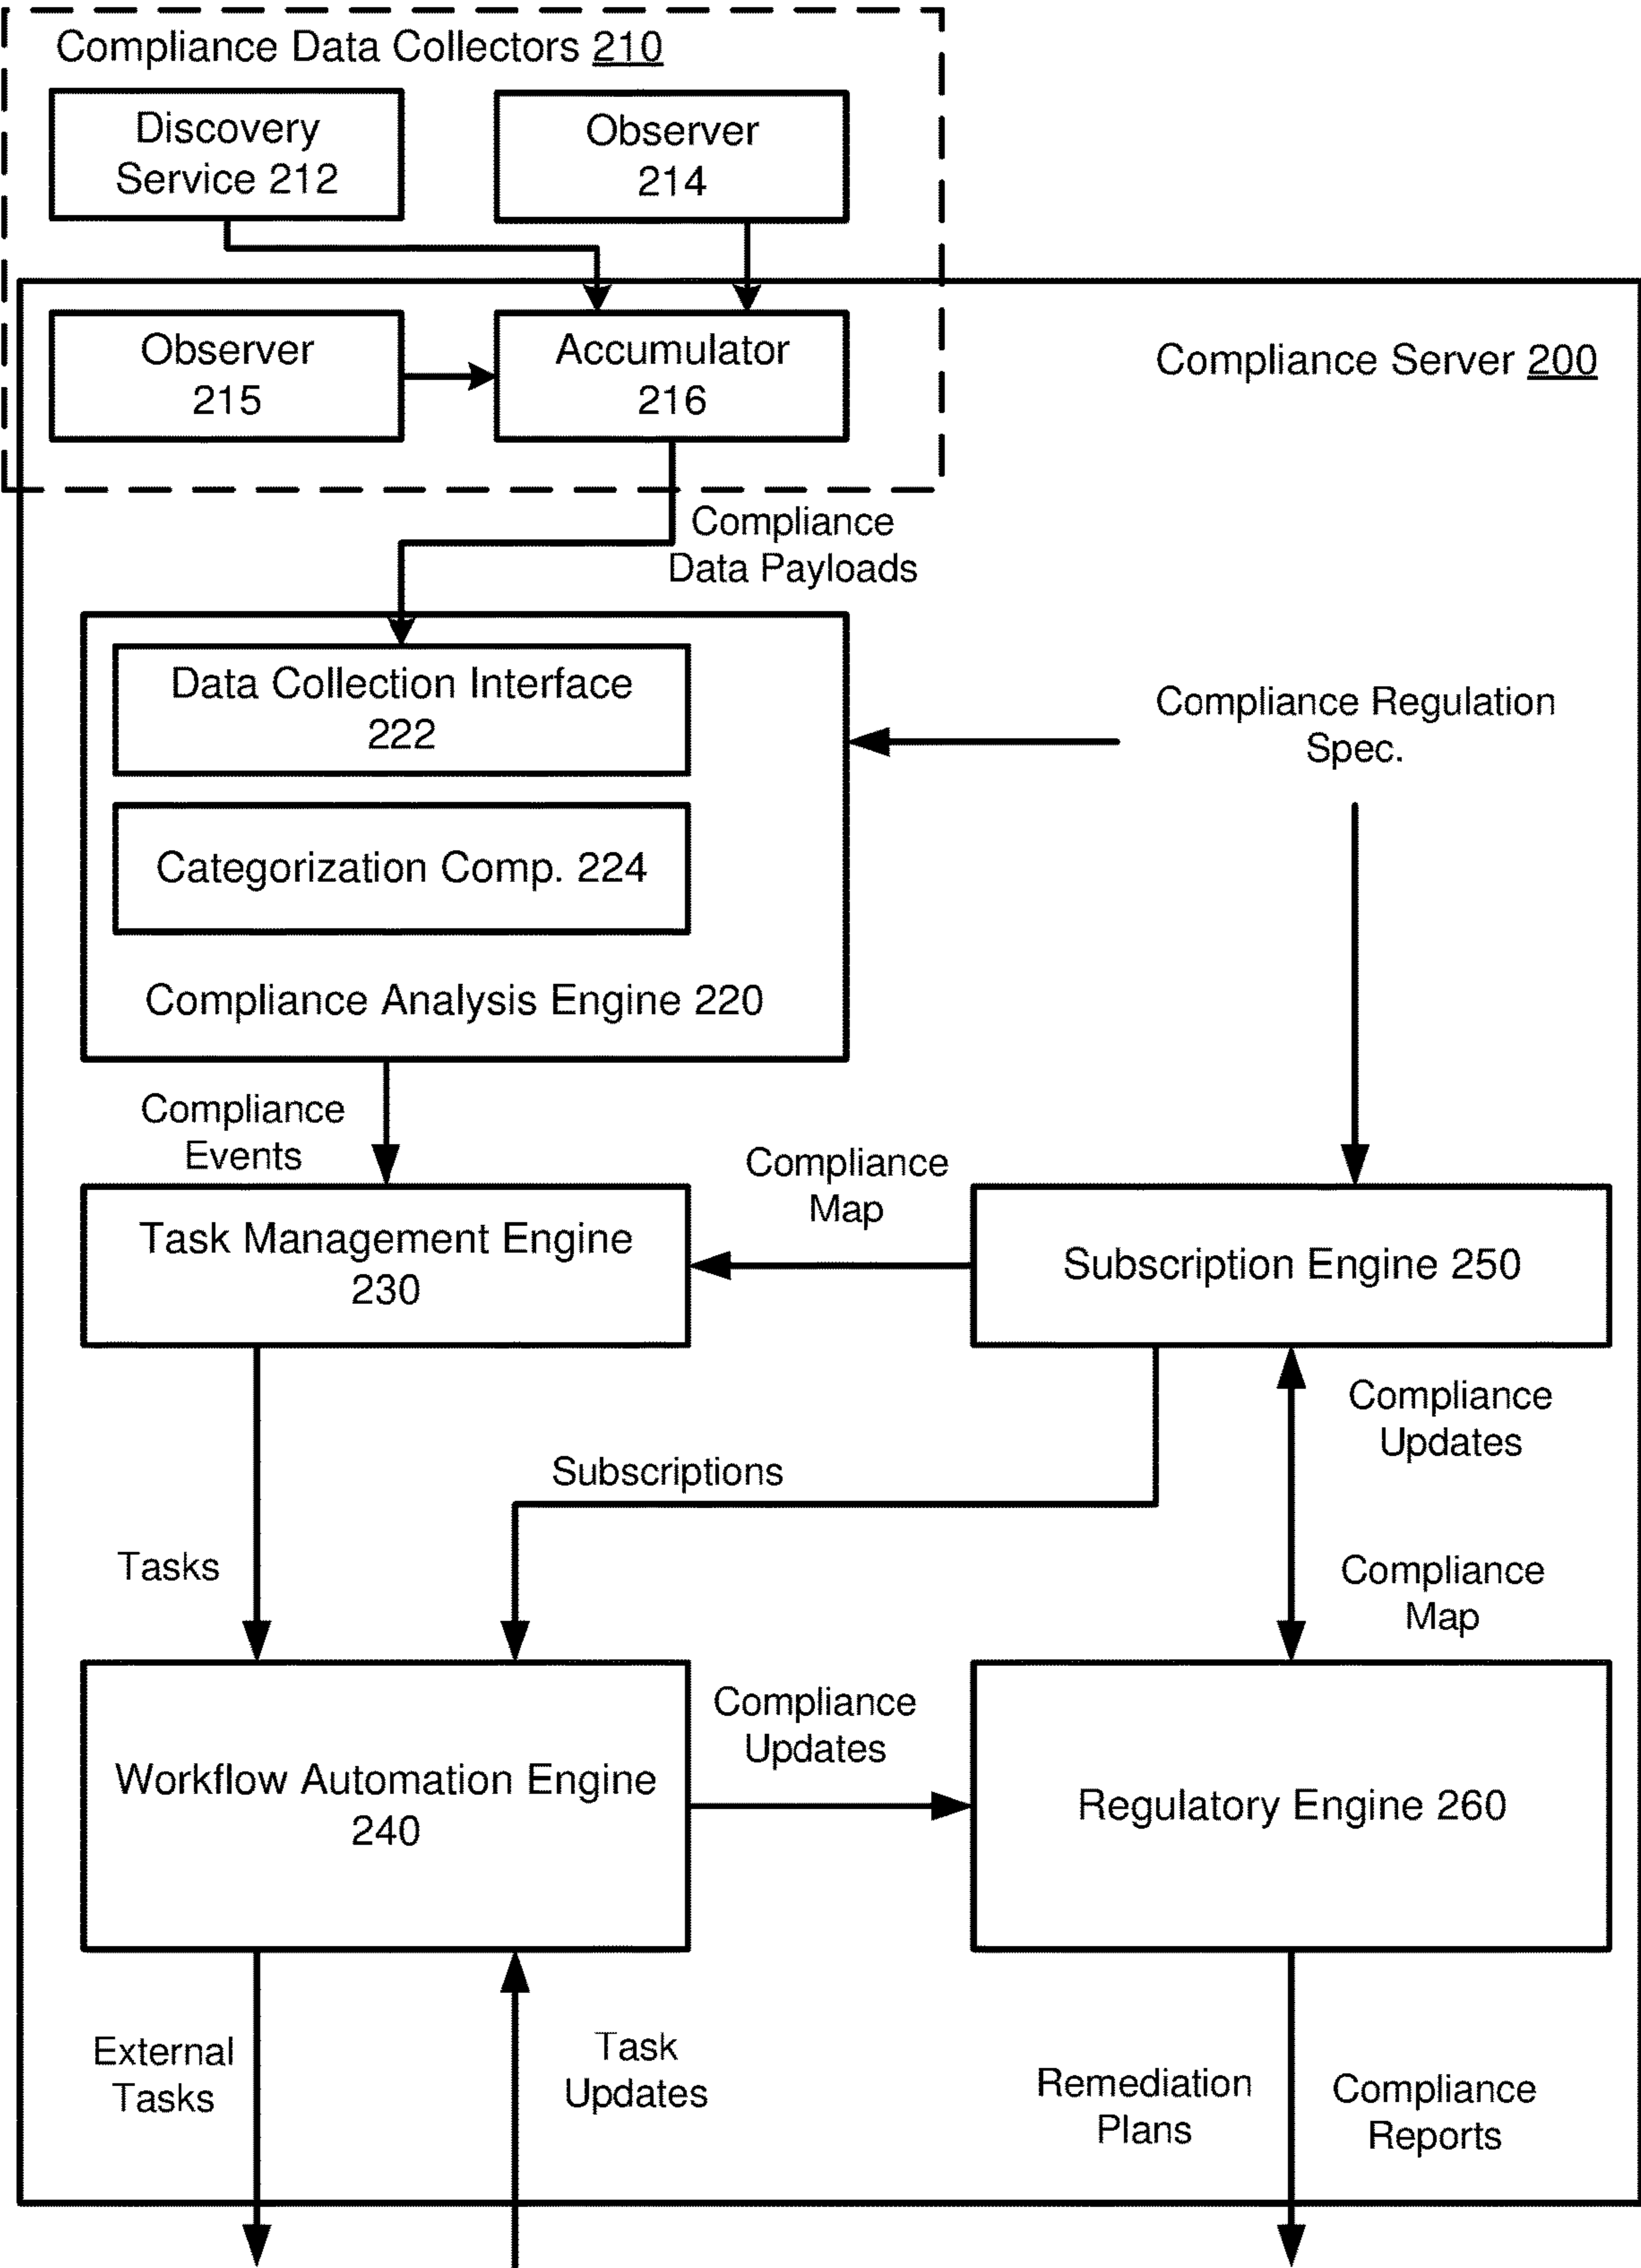 Compliance Data Collectors 210
Discovery
Service 212
Observer
214
Observer
215
Accumulator
216
Compliance Server 200
Compliance
Data Payloads
Data Collection Interface
222
Compliance Regulation
Spec.
Categorization Comp. 224
Compliance Analysis Engine 220
Compliance
Events
Compliance
Map
Task Management Engine
230
Subscription Engine 250
Compliance
Updates
Subscriptions
Tasks
Compliance
Map
Compliance
Updates
Workflow Automation Engine
240
Regulatory Engine 260
External
Tasks
Task
Updates
Remediation
Plans
Compliance
Reports